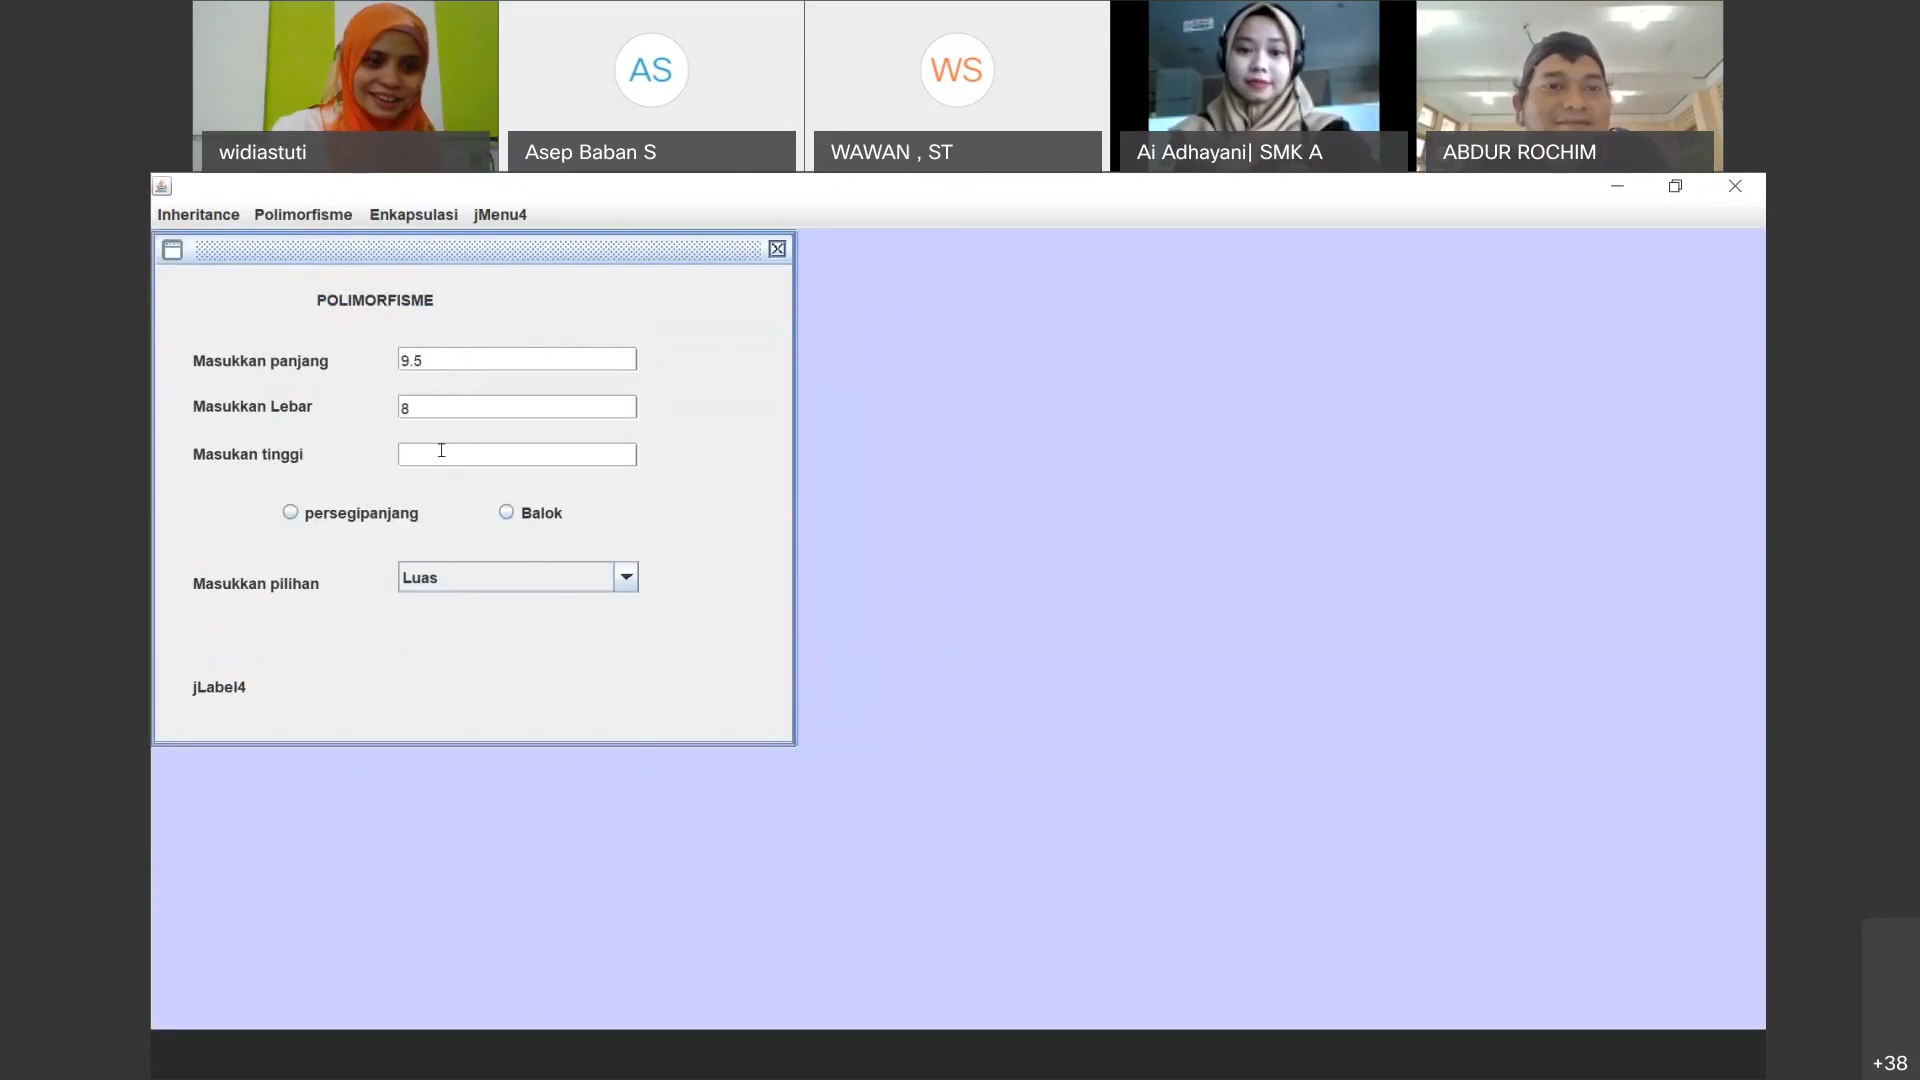 AS
WS
widiastuti
Asep Baban S
WAWAN , ST
Ai Adhayani| SMK A
ABDUR ROCHIM
Inheritance Polimorfisme Enkapsulasi jMenu4
POLIMORFISME
Masukkan panjang 9.5
Masukkan Lebar 8
Masukan tinggi
persegipanjang Balok
Masukkan pilihan Luas
jLabel4
+38